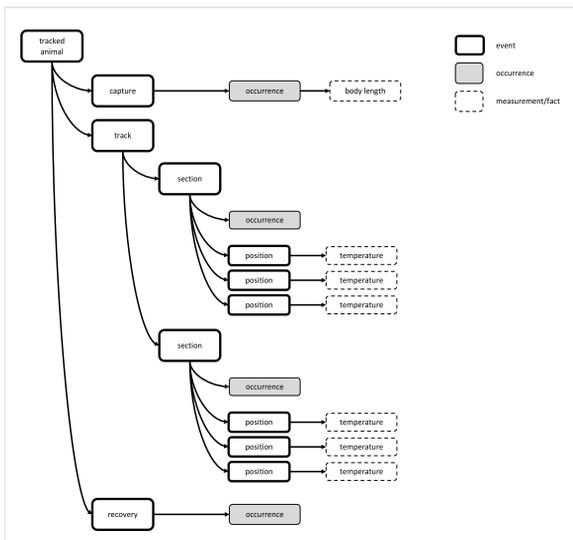 tracked
animal
event
occurrence
measurement/fact
capture
occurrence
body length
track
section
occurrence
position
temperature
position
temperature
position
temperature
section
occurrence
position
temperature
position
temperature
position
temperature
recovery
occurrence